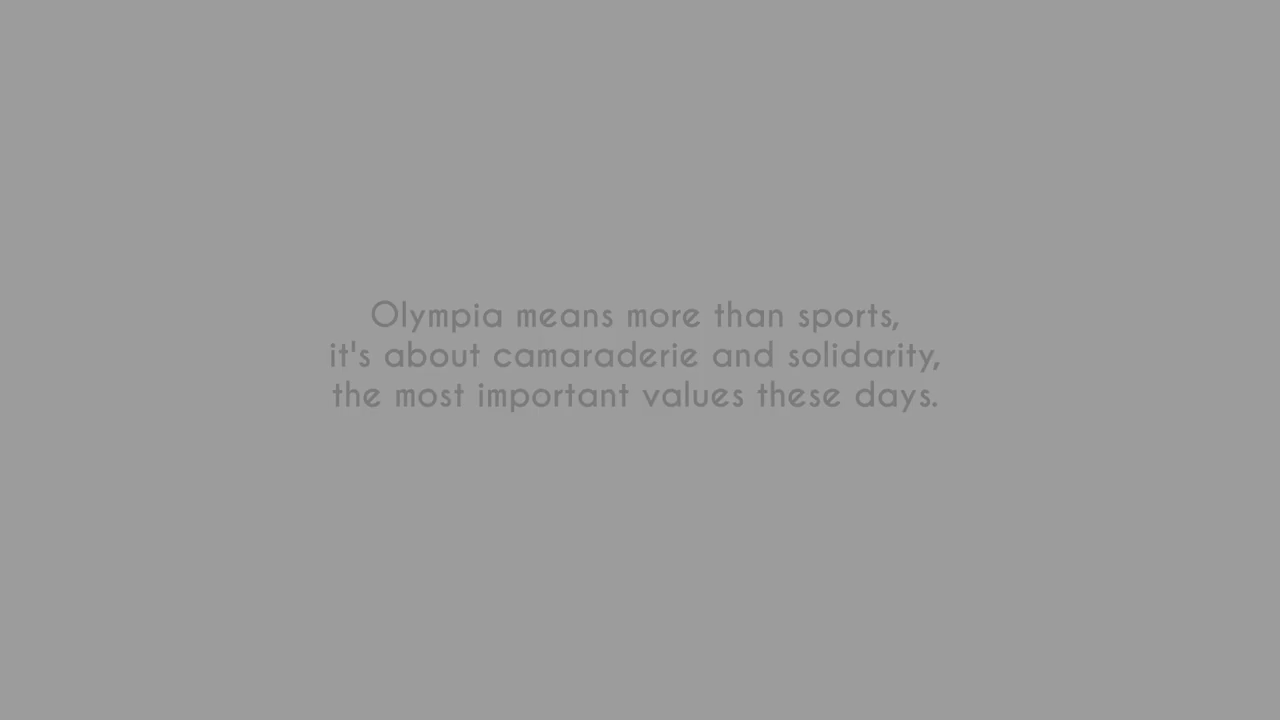 Olympia means more than sports,
it's about camaraderie and solidarity,
the most important values these days.